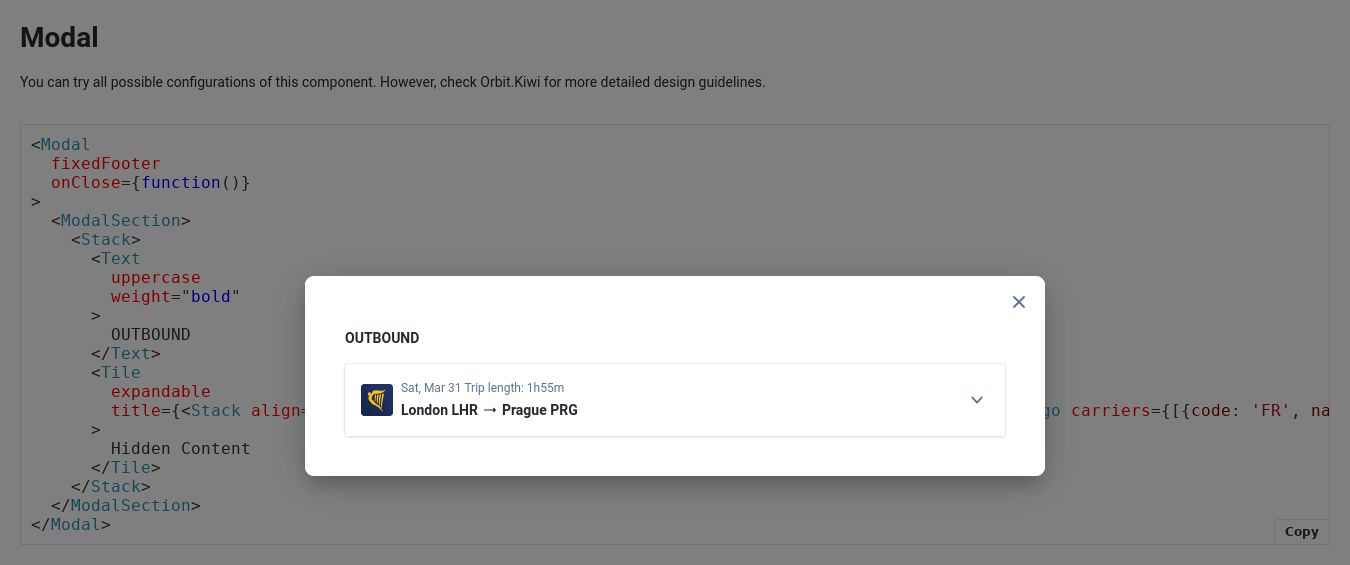 Modal
You can try all possible configurations of this component. However, check Orbit.Kiwi for more detailed design guidelines.
<Modal
  fixedFooter
  onClose={function()}
>
  <ModalSection>
    <Stack>
      <Text
        uppercase
        weight="bold"
      >
        OUTBOUND
      </Text>
      <Tile
        expandable
        title={<Stack align=
go carriers={[{code: 'FR', na
      >
        Hidden Content
      </Tile>
    </Stack>
  </ModalSection>
</Modal>
Copy
OUTBOUND
Sat, Mar 31 Trip length: 1h55m
London LHR → Prague PRG